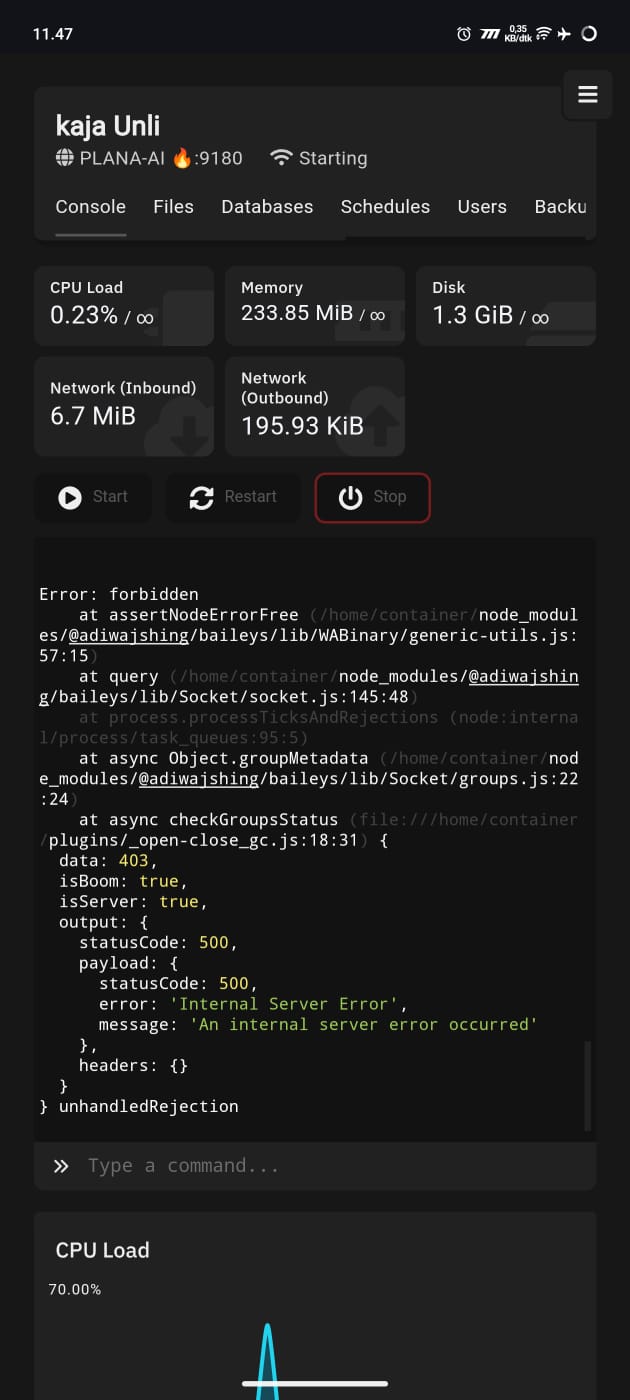 11.47
0,35
KB/dtk
kaja Unli
PLANA-AI 🔥:9180 Starting
Console Files Databases Schedules Users Backu
CPU Load
0.23% / ∞
Memory
233.85 MiB / ∞
Disk
1.3 GiB / ∞
Network (Inbound)
6.7 MiB
Network
(Outbound)
195.93 KiB
Start Restart Stop
Error: forbidden
at assertNodeErrorFree (/home/container/node_modul
es/@adiwajshing/baileys/lib/WABinary/generic-utils.js:
57:15)
at query (/home/container/node_modules/@adiwajshin
g/baileys/lib/Socket/socket.js:145:48)
at process.processTicksAndRejections (node:interna
l/process/task_queues:95:5)
at async Object.groupMetadata (/home/container/nod
e_modules/@adiwajshing/baileys/lib/Socket/groups.js:22
:24)
at async checkGroupsStatus (file:///home/container
/plugins/_open-close_gc.js:18:31) {
data: 403,
isBoom: true,
isServer: true,
output: {
statusCode: 500,
payload: {
statusCode: 500,
error: 'Internal Server Error',
message: 'An internal server error occurred'
},
headers: {}
}
} unhandledRejection
Type a command...
CPU Load
70.00%